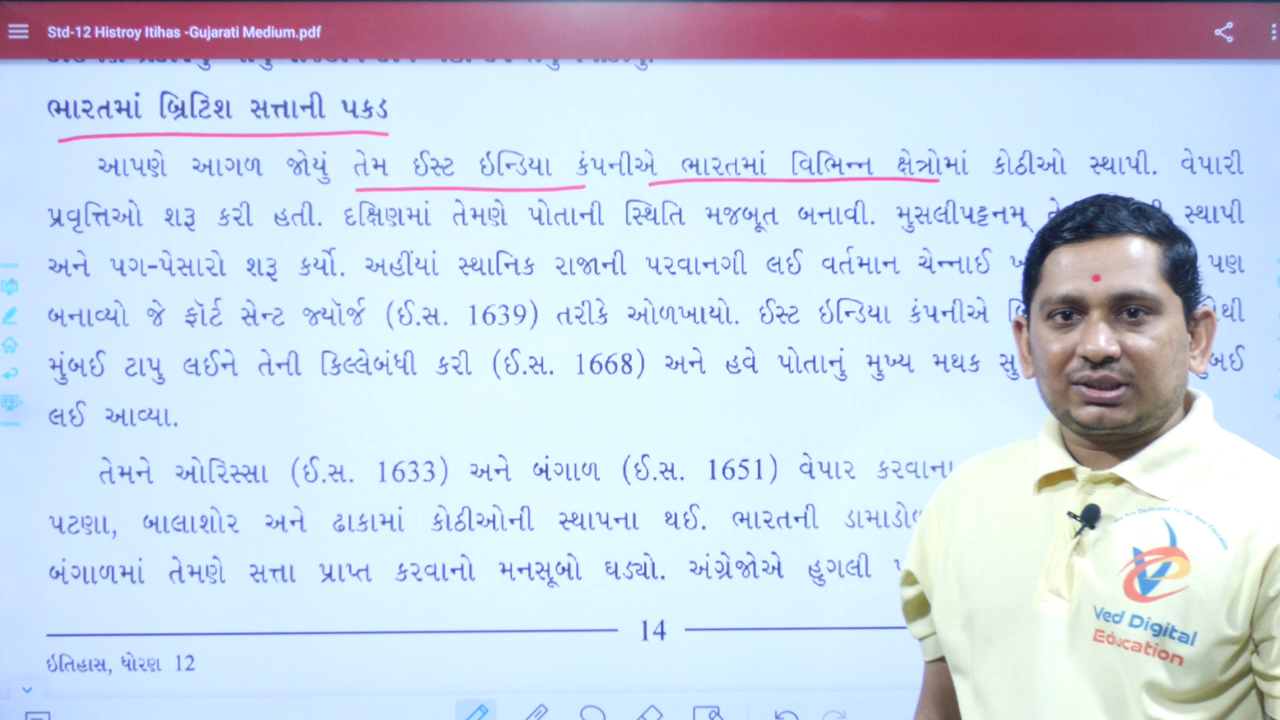 Std-12 Histroy Itihas -Gujarati Medium.pdf
ભારતમાં બ્રિટિશ સત્તાની પકડ
આપણે આગળ જોયું તેમ ઈસ્ટ ઇન્ડિયા કંપનીએ ભારતમાં વિભિન્ન ક્ષેત્રોમાં કોઠીઓ સ્થાપી. વેપારી
પ્રવૃત્તિઓ શરૂ કરી હતી. દક્ષિણમાં તેમણે પોતાની સ્થિતિ મજબૂત બનાવી. મુસલીપટ્ટનમ્ સ્થાપી
અને પગ-પેસારો શરૂ કર્યો. અહીંયાં સ્થાનિક રાજાની પરવાનગી લઈ વર્તમાન ચેન્નાઈ પણ
બનાવ્યો જે ફૉર્ટ સેન્ટ જ્યૉર્જ (ઈ.સ. 1639) તરીકે ઓળખાયો. ઈસ્ટ ઇન્ડિયા કંપનીએ
મુંબઈ ટાપુ લઈને તેની કિલ્લેબંધી કરી (ઈ.સ. 1668) અને હવે પોતાનું મુખ્ય મથક
લઈ આવ્યા.
તેમને ઓરિસ્સા (ઈ.સ. 1633) અને બંગાળ (ઈ.સ. 1651) વેપાર કરવાના
પટણા, બાલાશોર અને ઢાકામાં કોઠીઓની સ્થાપના થઈ. ભારતની
બંગાળમાં તેમણે સત્તા પ્રાપ્ત કરવાનો મનસૂબો ઘડ્યો. અંગ્રેજોએ હુગલી
14
ઇતિહાસ, ધોરણ 12
Ved Digital
Education